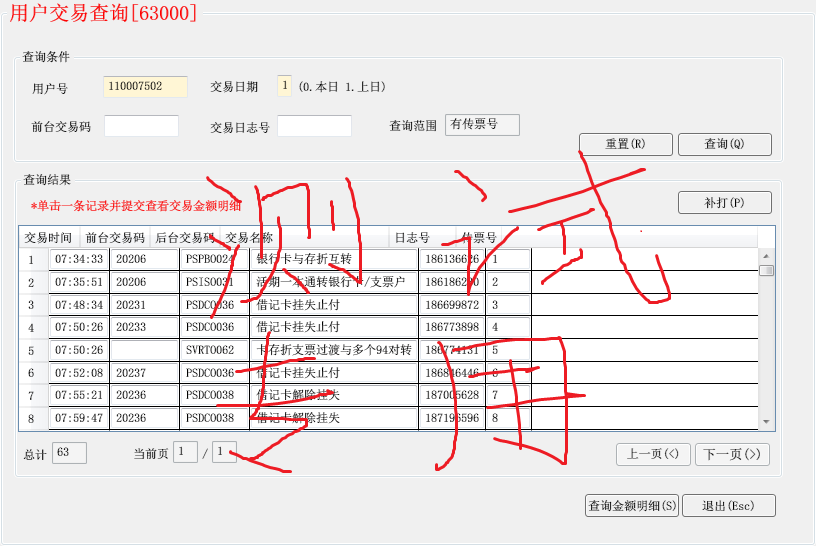 用户交易查询[63000]
查询条件
用户号 110007502 交易日期 1 (0.本日 1.上日)
前台交易码 交易日志号 查询范围 有传票号
重置(R) 查询(Q)
查询结果
*单击一条记录并提交查看交易金额明细 补打(P)
交易时间 前台交易码 后台交易码 交易名称 日志号 传票号
1 07:34:33 20206 PSPB0024 银行卡与存折互转 186136626 1
2 07:35:51 20206 PSIS0031 活期一本通转银行卡/支票户 2
3 07:48:34 20231 PSDC0036 借记卡挂失止付 186699872 3
4 07:50:26 20233 PSDC0036 借记卡挂失止付 186773898 4
5 07:50:26 SVRT0062 卡存折支票过渡与多个94对转 186774131 5
6 07:52:08 20237 PSDC0036 借记卡挂失止付 186846446 6
7 07:55:21 20236 PSDC0038 借记卡解除挂失 187005628 7
8 07:59:47 20236 PSDC0038 借记卡解除挂失 187196596 8
总计 63 当前页 1 / 1 上一页(<) 下一页(>)
查询金额明细(S) 退出(Esc)
测试
专用